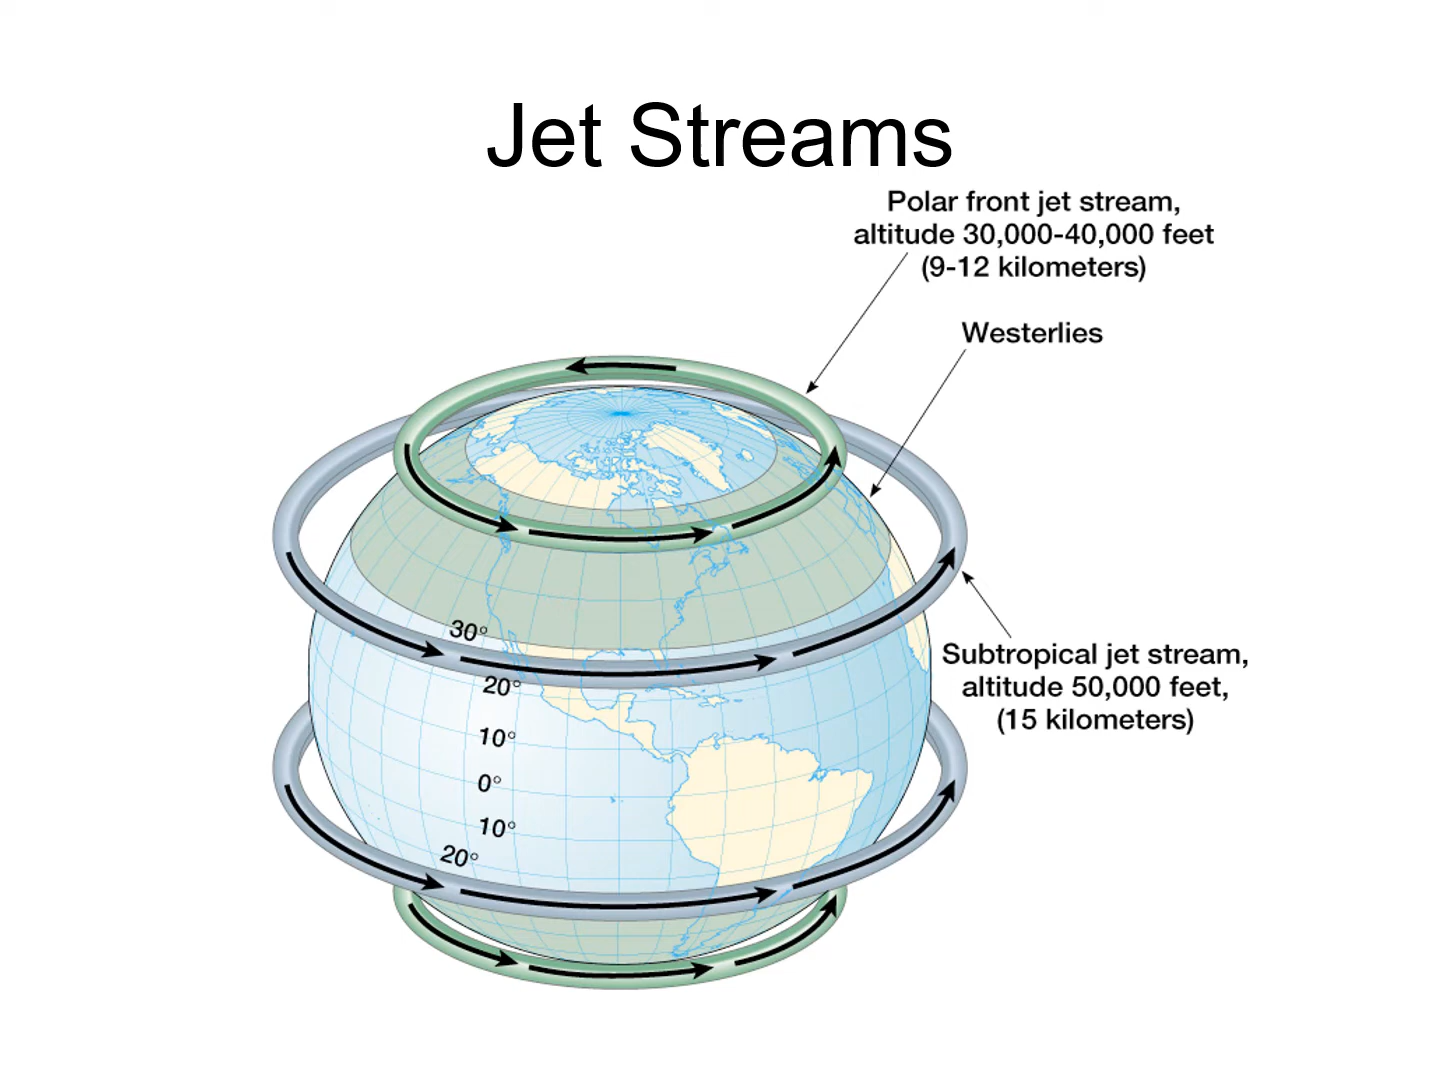 Jet Streams
Polar front jet stream,
altitude 30,000-40,000 feet
(9-12 kilometers)
Westerlies
30°
Subtropical jet stream,
altitude 50,000 feet,
(15 kilometers)
20°
10°
0°
10°
20°